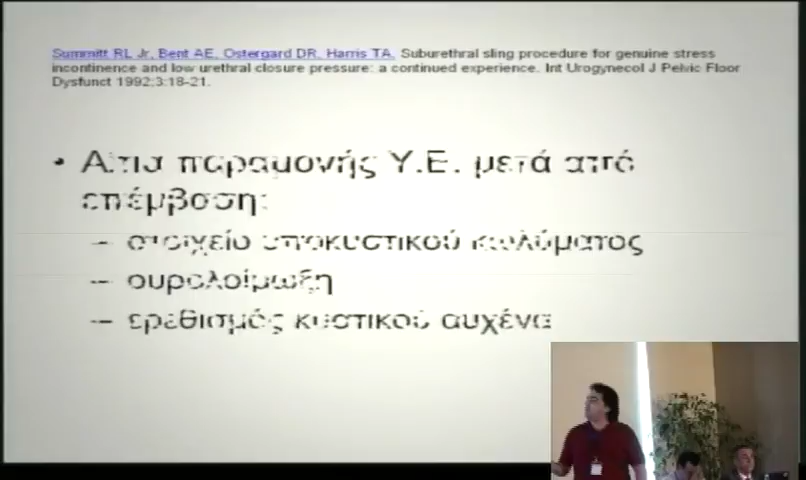 Summitt RL Jr, Bent AE, Ostergard DR, Harris TA. Suburethral sling procedure for genuine stress
incontinence and low urethral closure pressure: a continued experience. Int Urogynecol J Pelvic Floor
Dysfunct 1992;3:18-21.
• Αίτια παραμονής Υ.Ε. μετά από
επέμβαση:
– στοιχείο υποκυστικού κωλύματος
– ουρολοίμωξη
– ερεθισμός κυστικού αυχένα